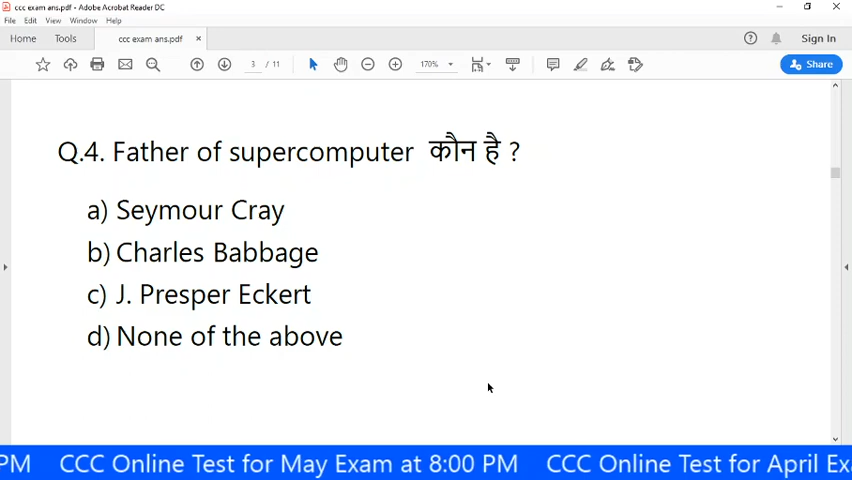 ccc exam ans.pdf - Adobe Acrobat Reader DC
File Edit View Window Help
Home Tools ccc exam ans.pdf × Sign In
3 / 11 170% Share
Q.4. Father of supercomputer कौन है ?
a) Seymour Cray
b) Charles Babbage
c) J. Presper Eckert
d) None of the above
PM CCC Online Test for May Exam at 8:00 PM CCC Online Test for April Exa